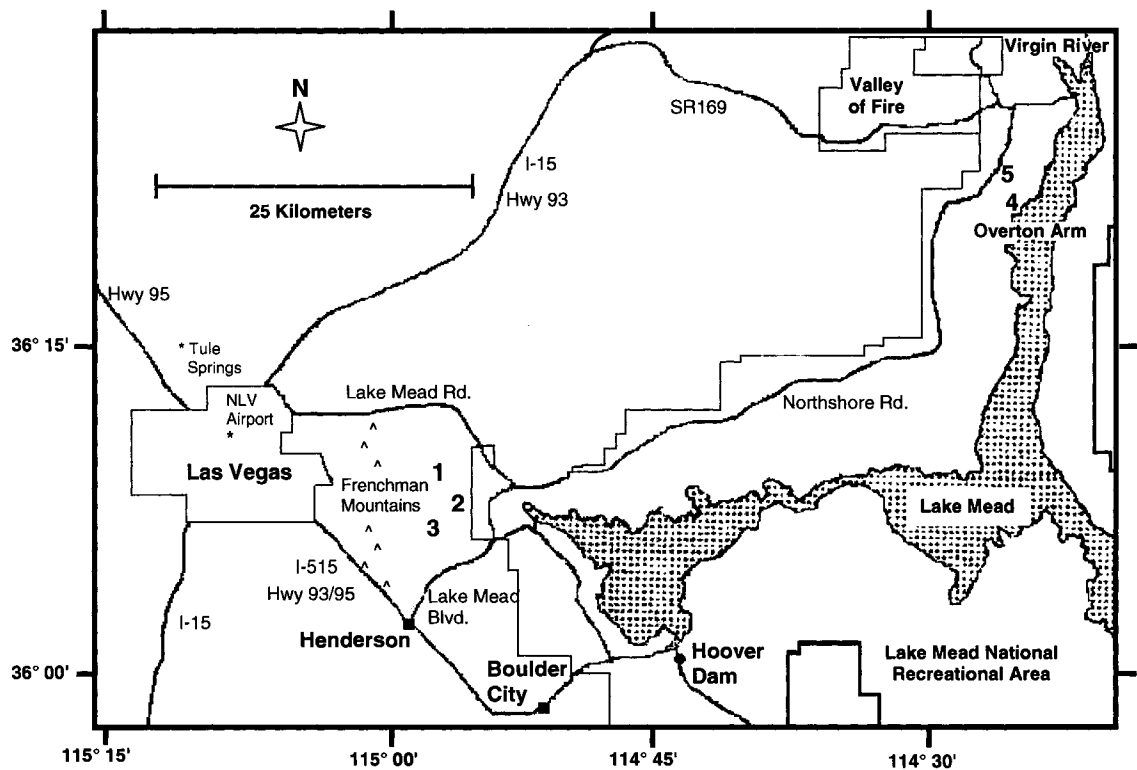 Virgin River
Valley
of Fire
SR169
N
I-15
Hwy 93
25 Kilometers
5
4
Overton Arm
Hwy 95
36° 15'
* Tule
Springs
NLV
Airport
*
Lake Mead Rd.
Northshore Rd.
Las Vegas
^
^
^
Frenchman
Mountains
1
2
3
Lake Mead
^
^
^
^
I-515
Hwy 93/95
Lake Mead
Blvd.
I-15
Henderson
Boulder
City
Hoover
Dam
Lake Mead National
Recreational Area
36° 00'
115° 15'
115° 00'
114° 45'
114° 30'